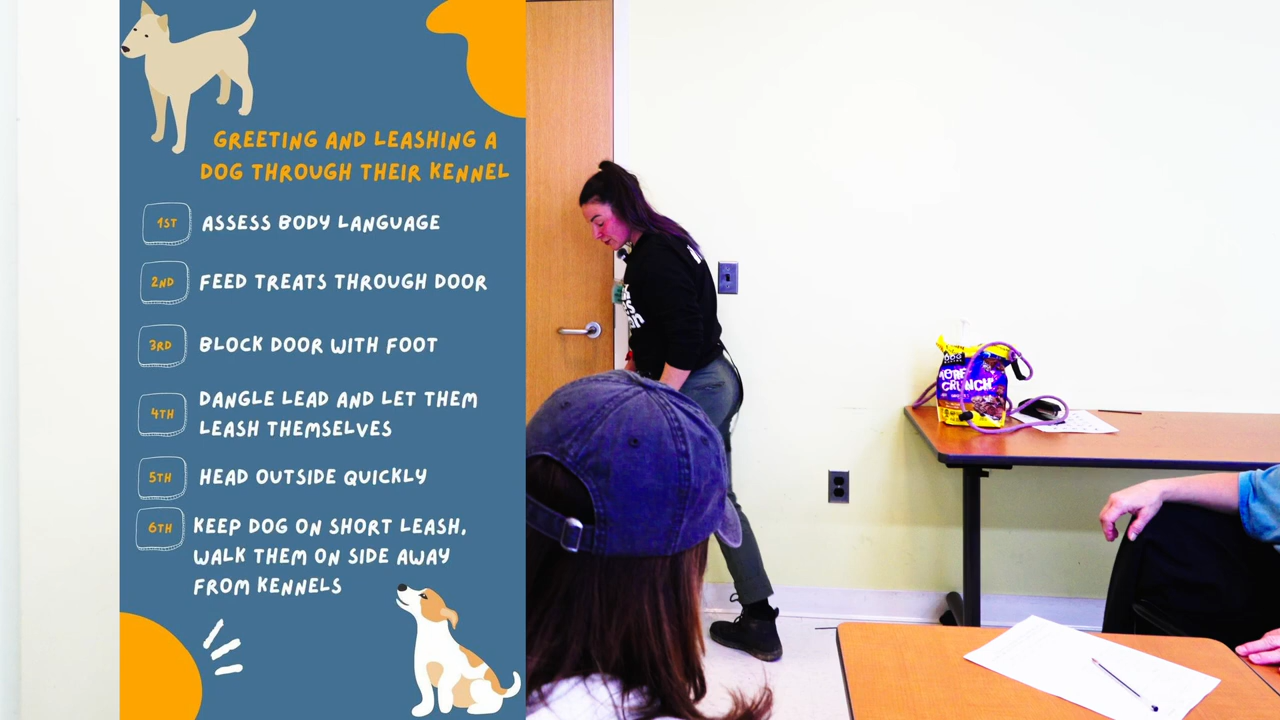 GREETING AND LEASHING A
DOG THROUGH THEIR KENNEL
1ST
ASSESS BODY LANGUAGE
2ND
FEED TREATS THROUGH DOOR
3RD
BLOCK DOOR WITH FOOT
4TH
DANGLE LEAD AND LET THEM
LEASH THEMSELVES
5TH
HEAD OUTSIDE QUICKLY
6TH
KEEP DOG ON SHORT LEASH,
WALK THEM ON SIDE AWAY
FROM KENNELS
CRUNCH